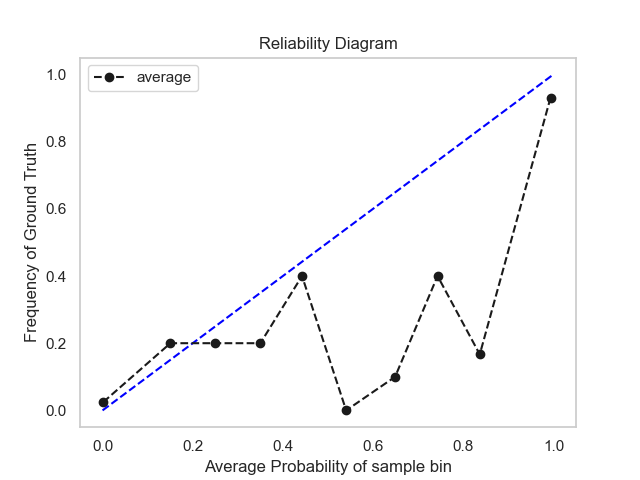 Reliability Diagram
average
Frequency of Ground Truth
1.0
0.8
0.6
0.4
0.2
0.0
0.0 0.2 0.4 0.6 0.8 1.0
Average Probability of sample bin